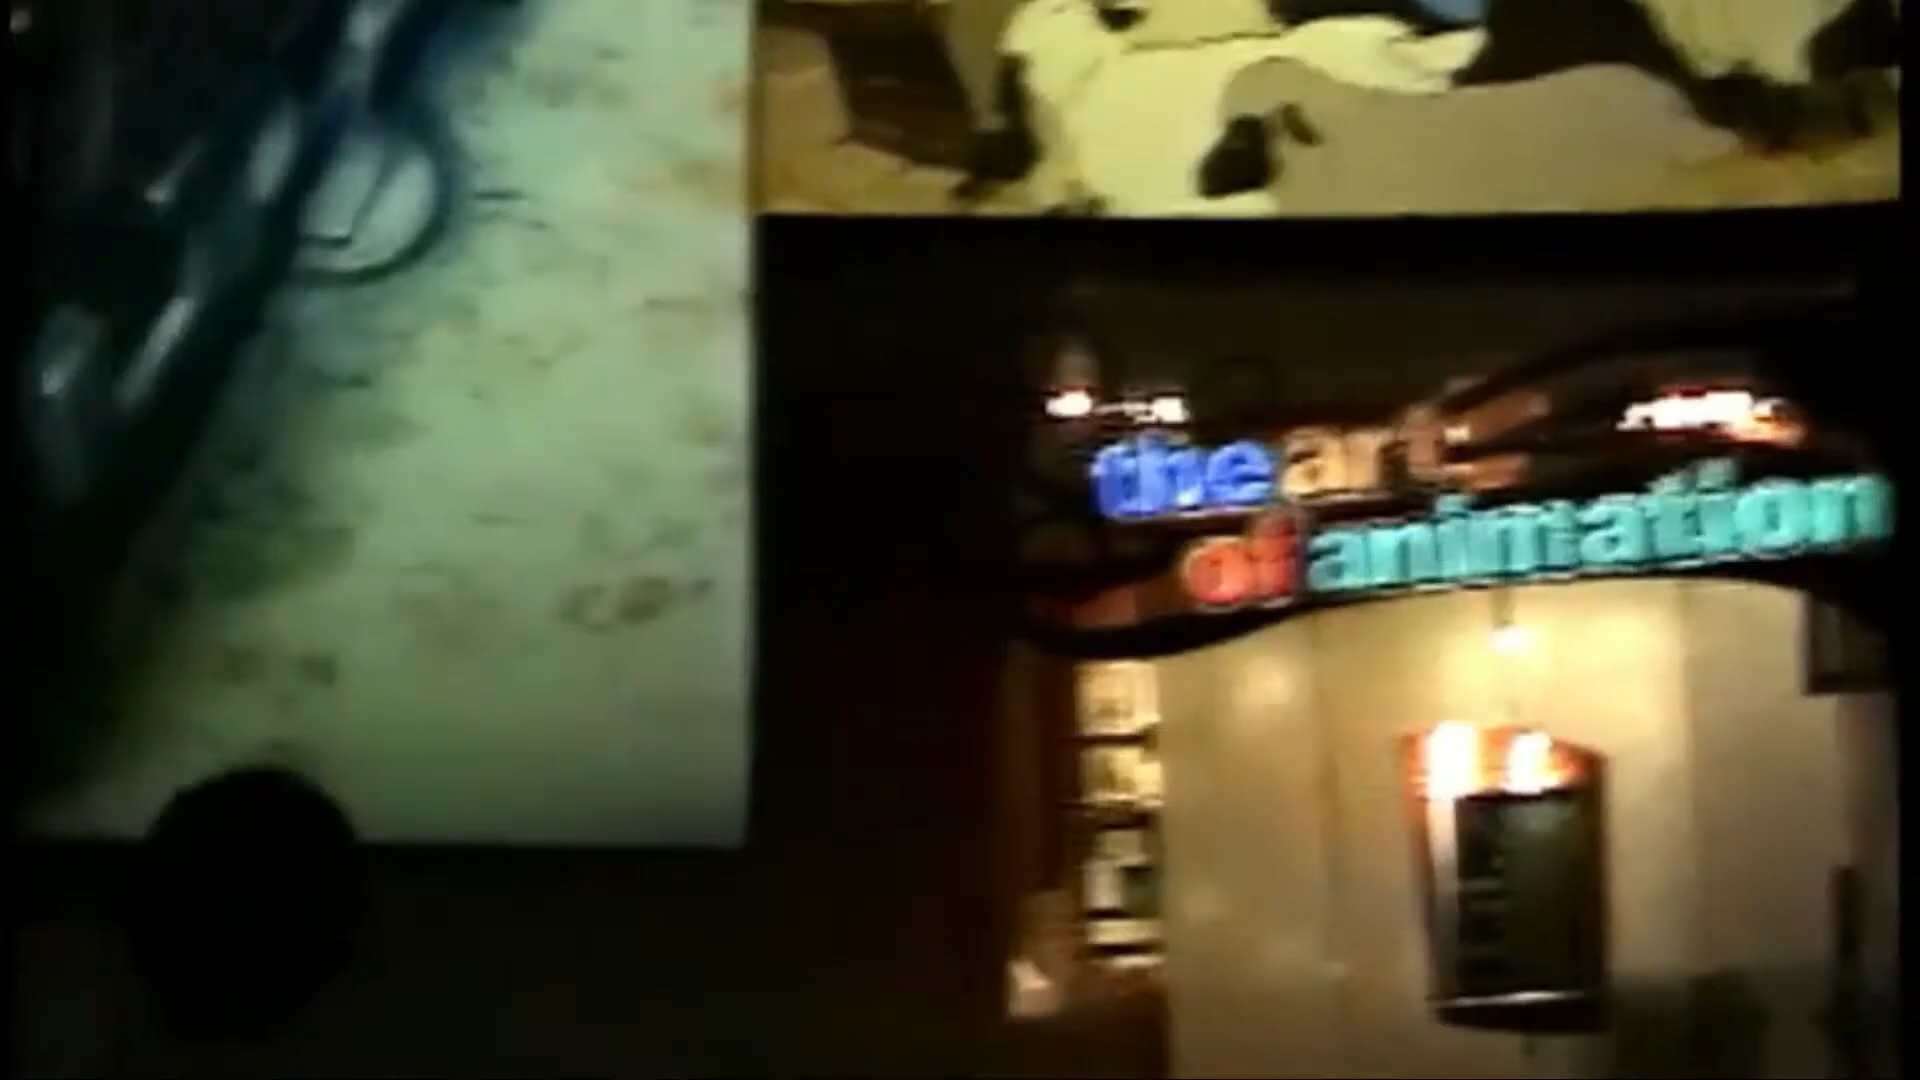 the art
of animation